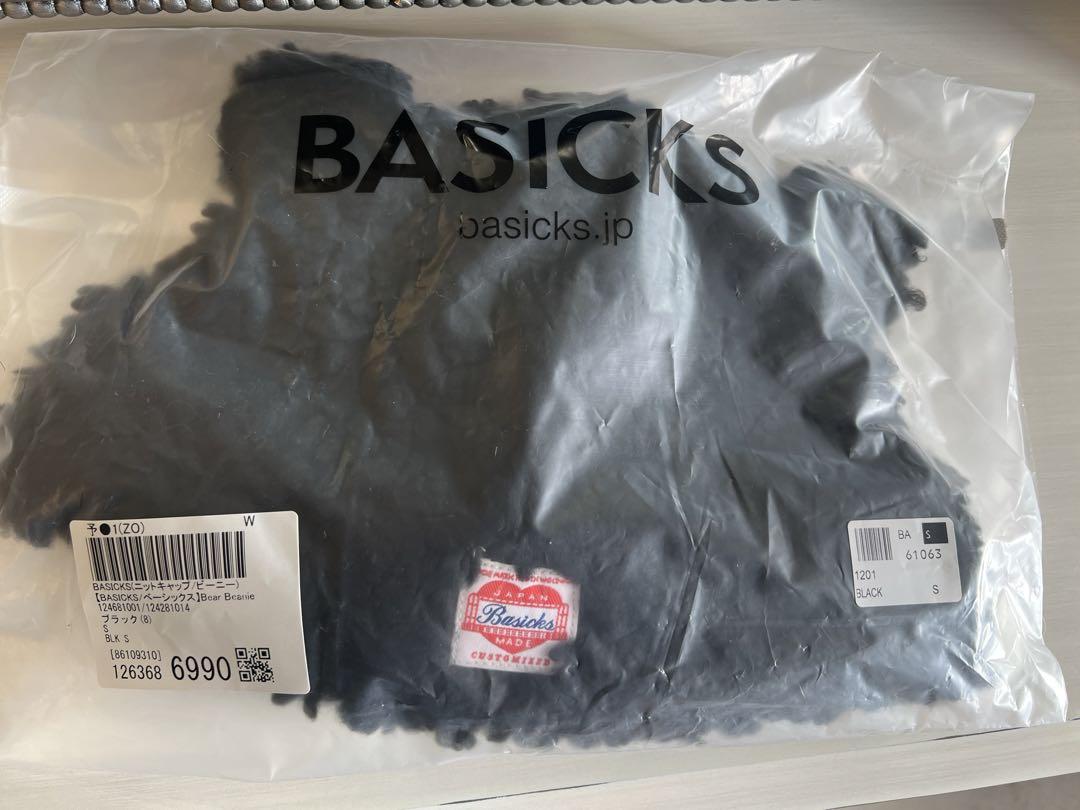 BASICKS
basicks.jp
予●1(ZO) W
BASICKS(ニットキャップ/ビーニー)
【BASICKS/ベーシックス】Bear Beanie
124681001/124281014
ブラック(8)
S
BLK S
[86109310]
126368 6990
BA S
61063
1201
BLACK S
JAPAN
Basicks
MADE
CUSTOMIZED